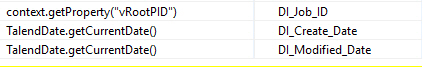 context.getProperty("vRootPID") DI_Job_ID
TalendDate.getCurrentDate() DI_Create_Date
TalendDate.getCurrentDate() DI_Modified_Date